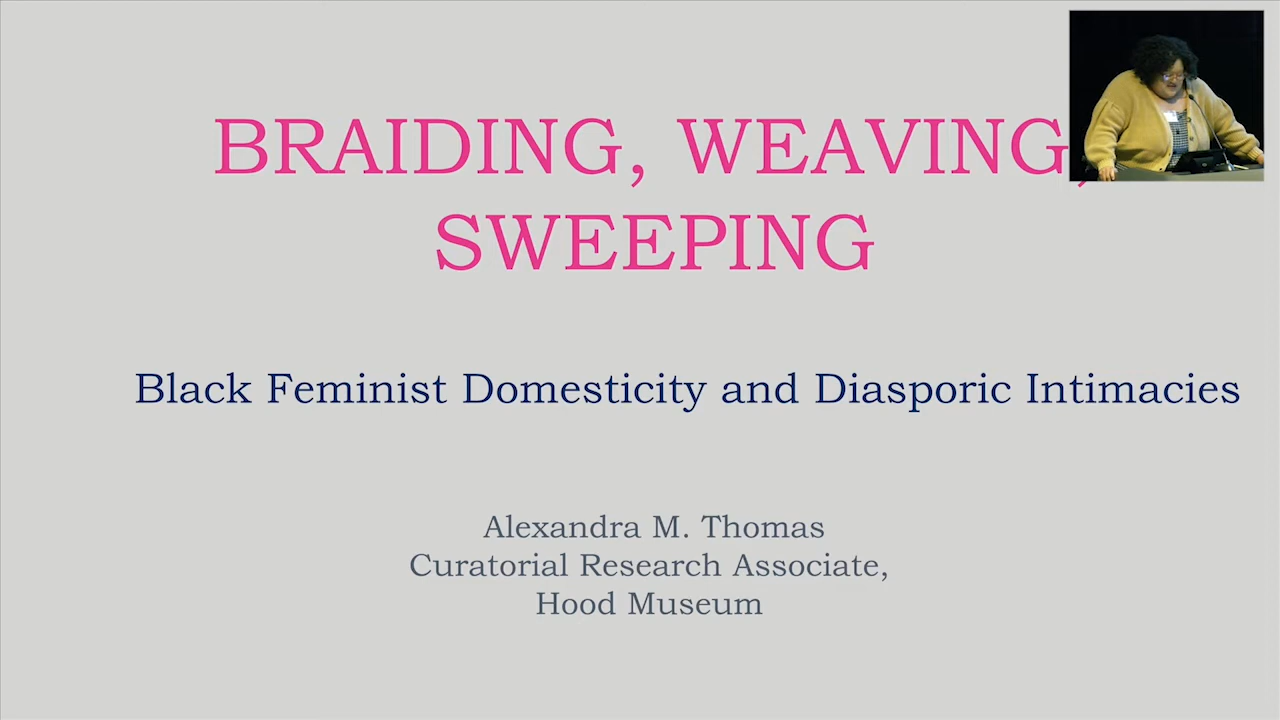 BRAIDING, WEAVING,
SWEEPING
Black Feminist Domesticity and Diasporic Intimacies
Alexandra M. Thomas
Curatorial Research Associate,
Hood Museum